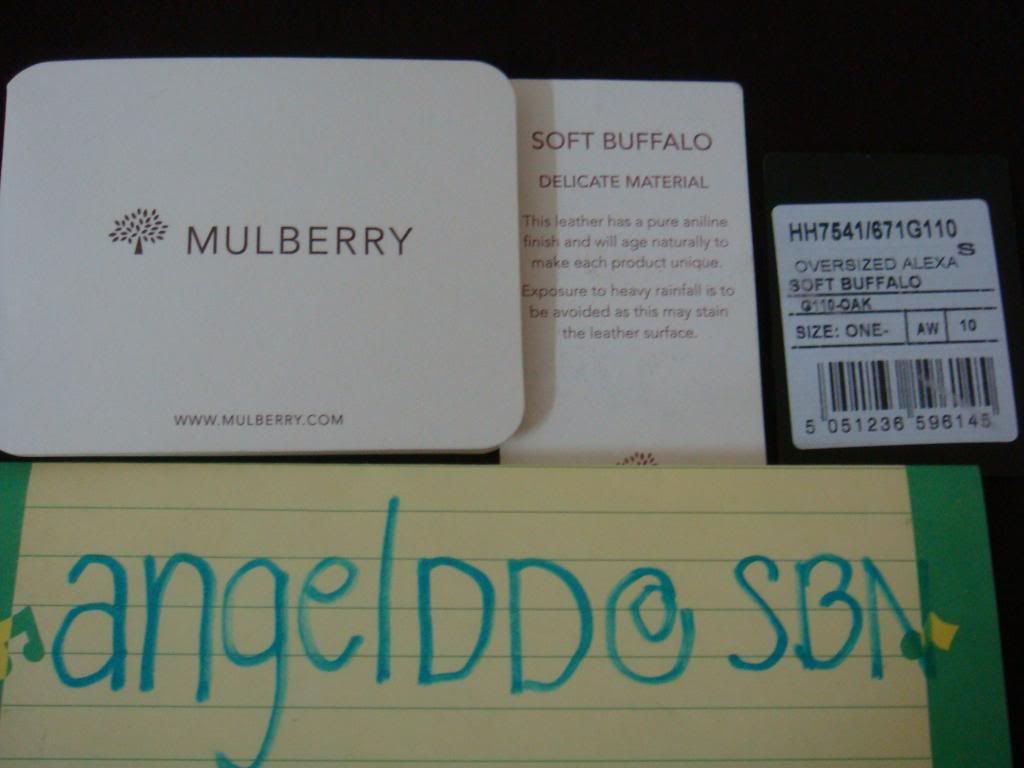 MULBERRY
WWW.MULBERRY.COM
SOFT BUFFALO
DELICATE MATERIAL
This leather has a pure aniline
finish and will age naturally to
make each product unique.
Exposure to heavy rainfall is to
be avoided as this may stain
the leather surface.
HH7541/671G110
S
OVERSIZED ALEXA
SOFT BUFFALO
G110-OAK
SIZE: ONE- AW 10
5 051236 596145
angelDD@ SBN